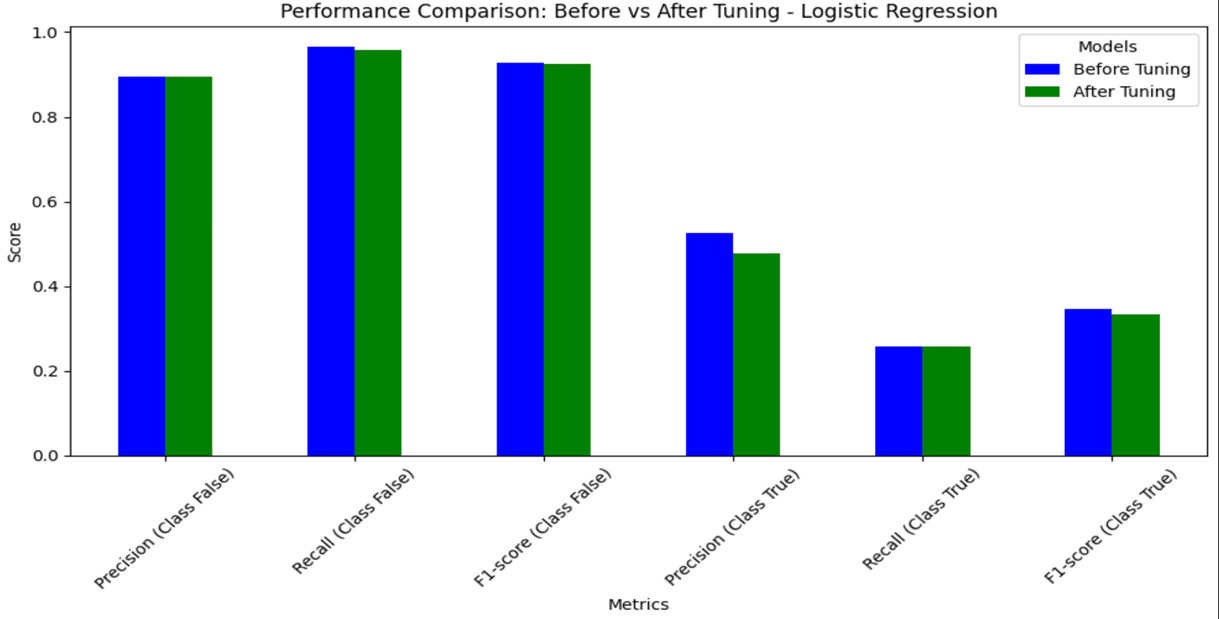 Performance Comparison: Before vs After Tuning - Logistic Regression
Models
Before Tuning
After Tuning
Score
1.0
0.8
0.6
0.4
0.2
0.0
Precision (Class False)
Recall (Class False)
F1-score (Class False)
Precision (Class True)
Recall (Class True)
F1-score (Class True)
Metrics